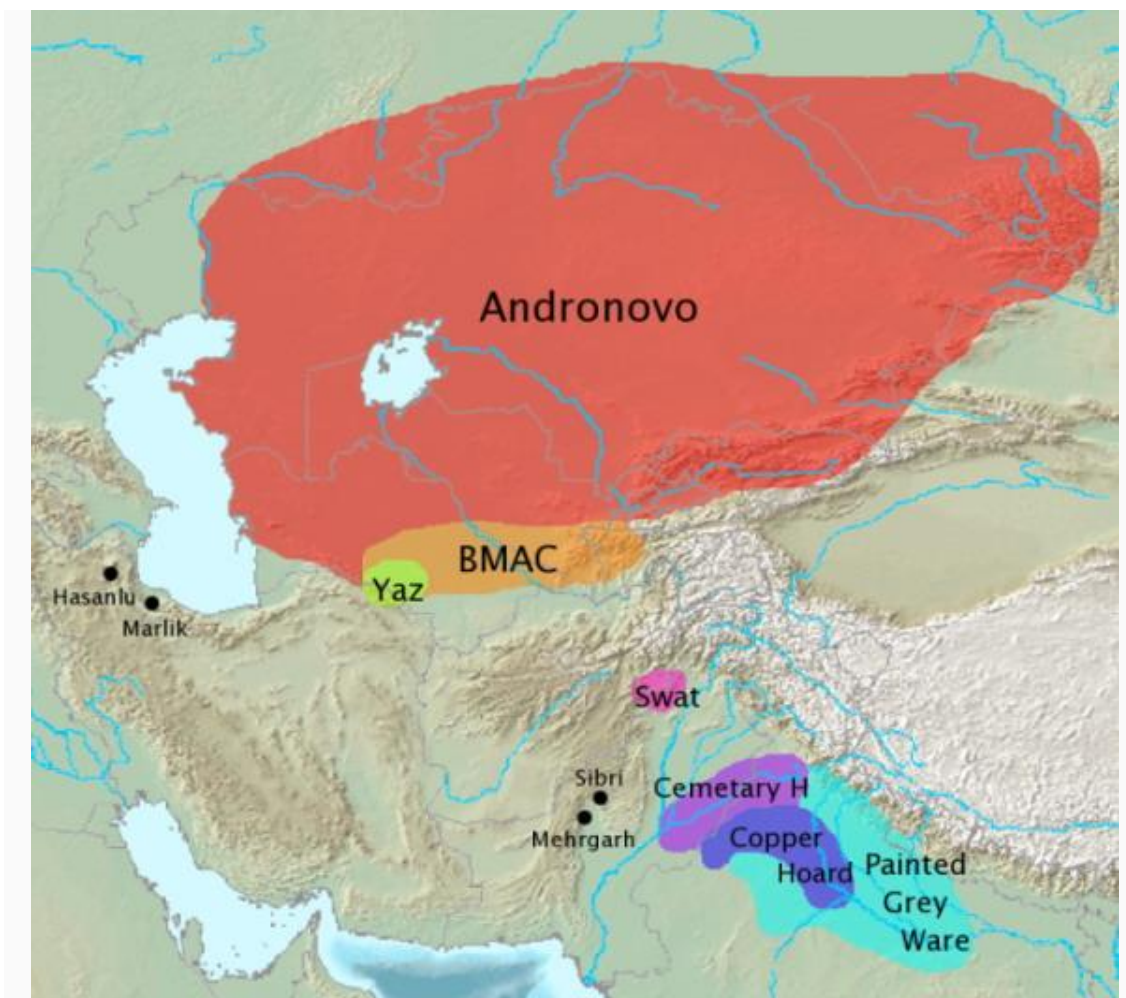 Andronovo
BMAC
Yaz
Hasanlu
Marlik
Swat
Sibri
Cemetary H
Mehrgarh
Copper
Hoard
Painted
Grey
Ware